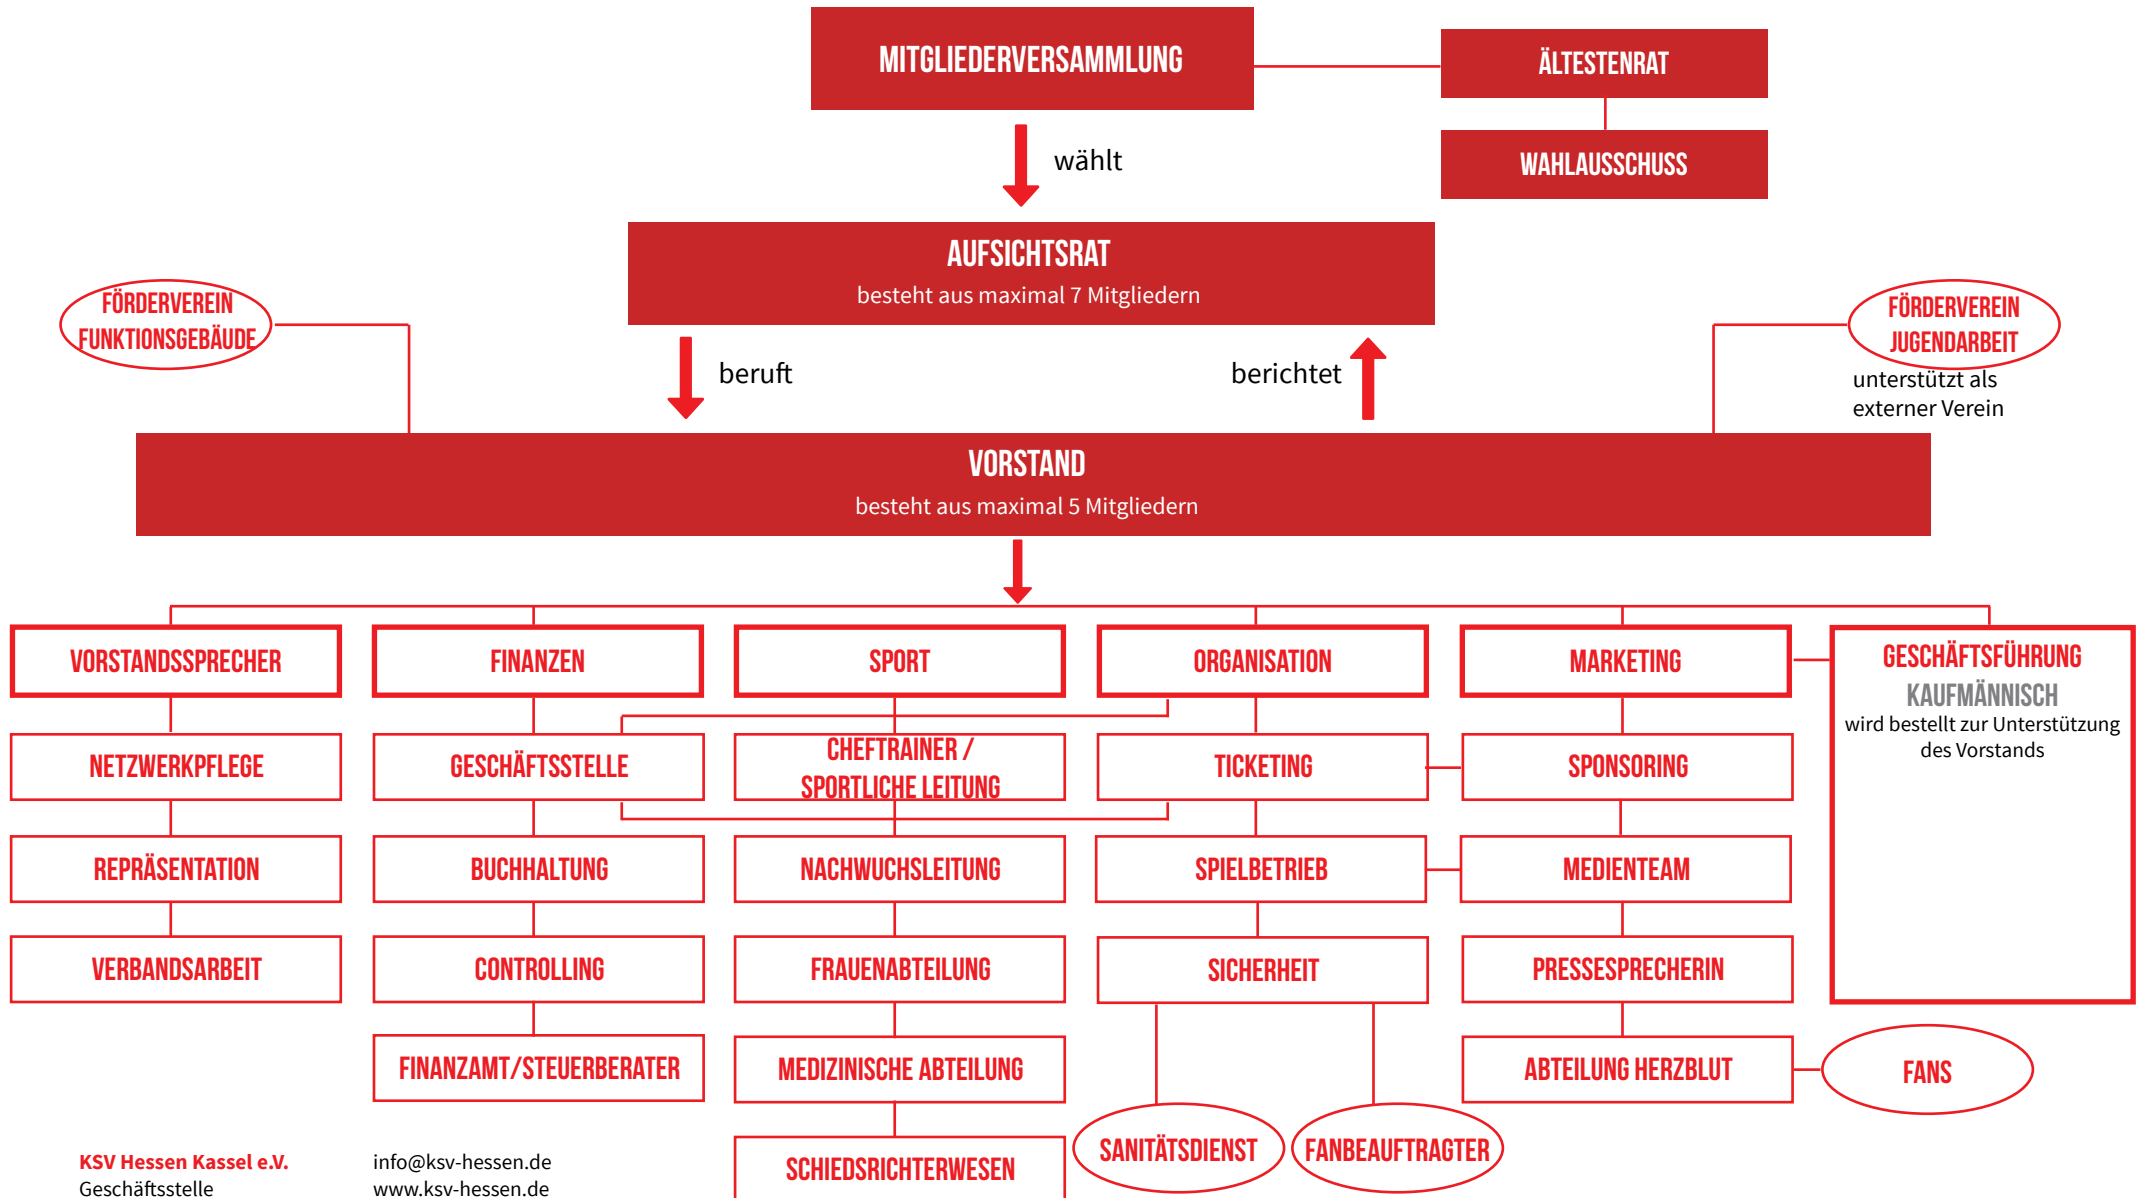 MITGLIEDERVERSAMMLUNG
ÄLTESTENRAT
wählt
WAHLAUSSCHUSS
AUFSICHTSRAT
besteht aus maximal 7 Mitgliedern
FÖRDERVEREIN
FUNKTIONSGEBÄUDE
FÖRDERVEREIN
JUGENDARBEIT
unterstützt als
externer Verein
beruft
berichtet
VORSTAND
besteht aus maximal 5 Mitgliedern
VORSTANDSSPRECHER
FINANZEN
SPORT
ORGANISATION
MARKETING
GESCHÄFTSFÜHRUNG
KAUFMÄNNISCH
wird bestellt zur Unterstützung
des Vorstands
NETZWERKPFLEGE
GESCHÄFTSSTELLE
CHEFTRAINER /
SPORTLICHE LEITUNG
TICKETING
SPONSORING
REPRÄSENTATION
BUCHHALTUNG
NACHWUCHSLEITUNG
SPIELBETRIEB
MEDIENTEAM
VERBANDSARBEIT
CONTROLLING
FRAUENABTEILUNG
SICHERHEIT
PRESSESPRECHERIN
FINANZAMT/STEUERBERATER
MEDIZINISCHE ABTEILUNG
ABTEILUNG HERZBLUT
FANS
SCHIEDSRICHTERWESEN
SANITÄTSDIENST
FANBEAUFTRAGTER
KSV Hessen Kassel e.V.
Geschäftsstelle
info@ksv-hessen.de
www.ksv-hessen.de